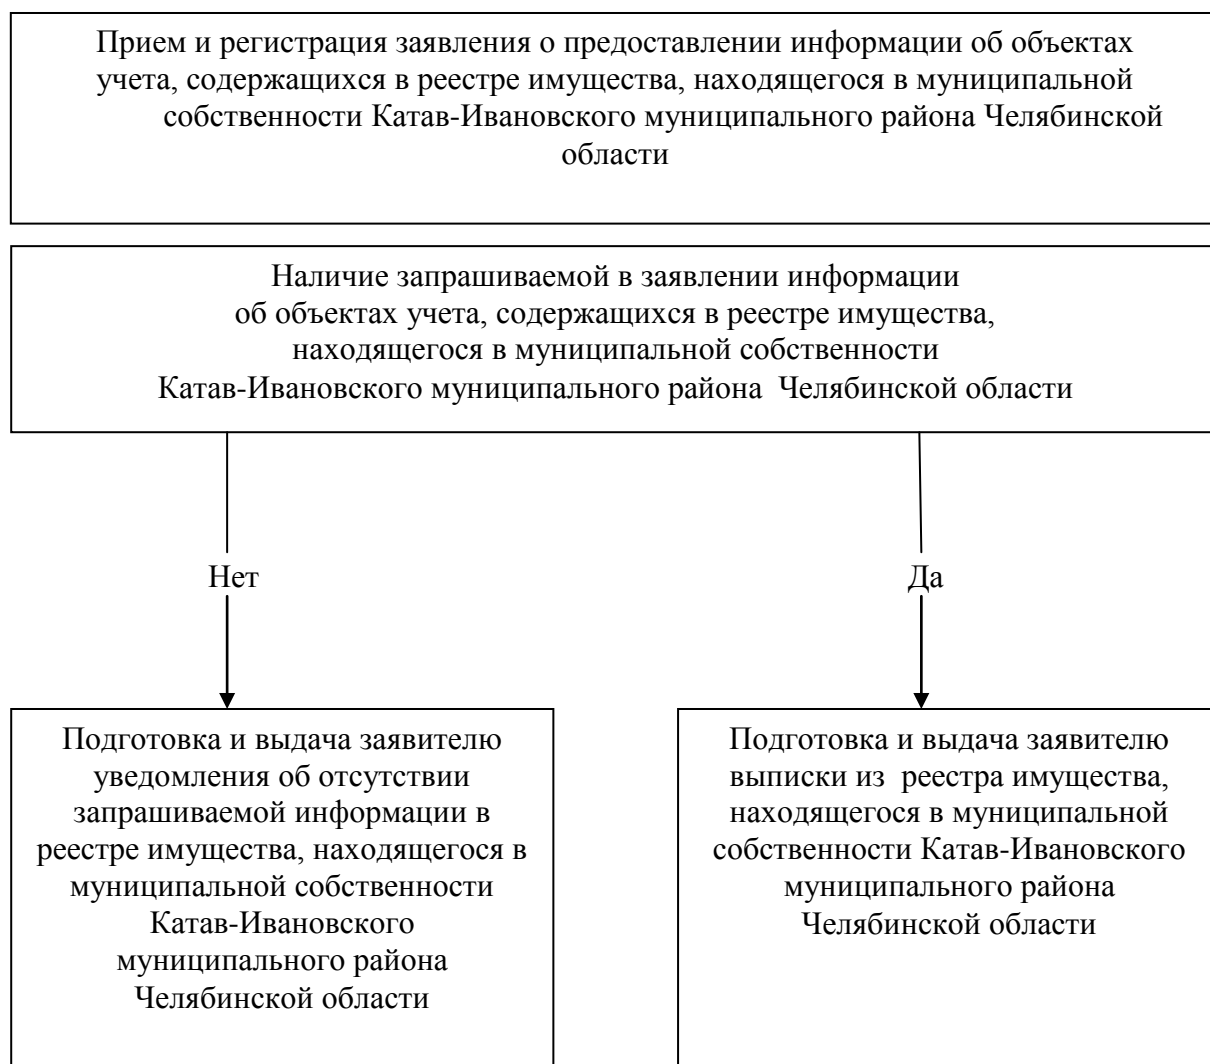 Прием и регистрация заявления о предоставлении информации об объектах
учета, содержащихся в реестре имущества, находящегося в муниципальной
собственности Катав-Ивановского муниципального района Челябинской
области
Наличие запрашиваемой в заявлении информации
об объектах учета, содержащихся в реестре имущества,
находящегося в муниципальной собственности
Катав-Ивановского муниципального района Челябинской области
Нет
Да
Подготовка и выдача заявителю
уведомления об отсутствии
запрашиваемой информации в
реестре имущества, находящегося в
муниципальной собственности
Катав-Ивановского
муниципального района
Челябинской области
Подготовка и выдача заявителю
выписки из реестра имущества,
находящегося в муниципальной
собственности Катав-Ивановского
муниципального района
Челябинской области